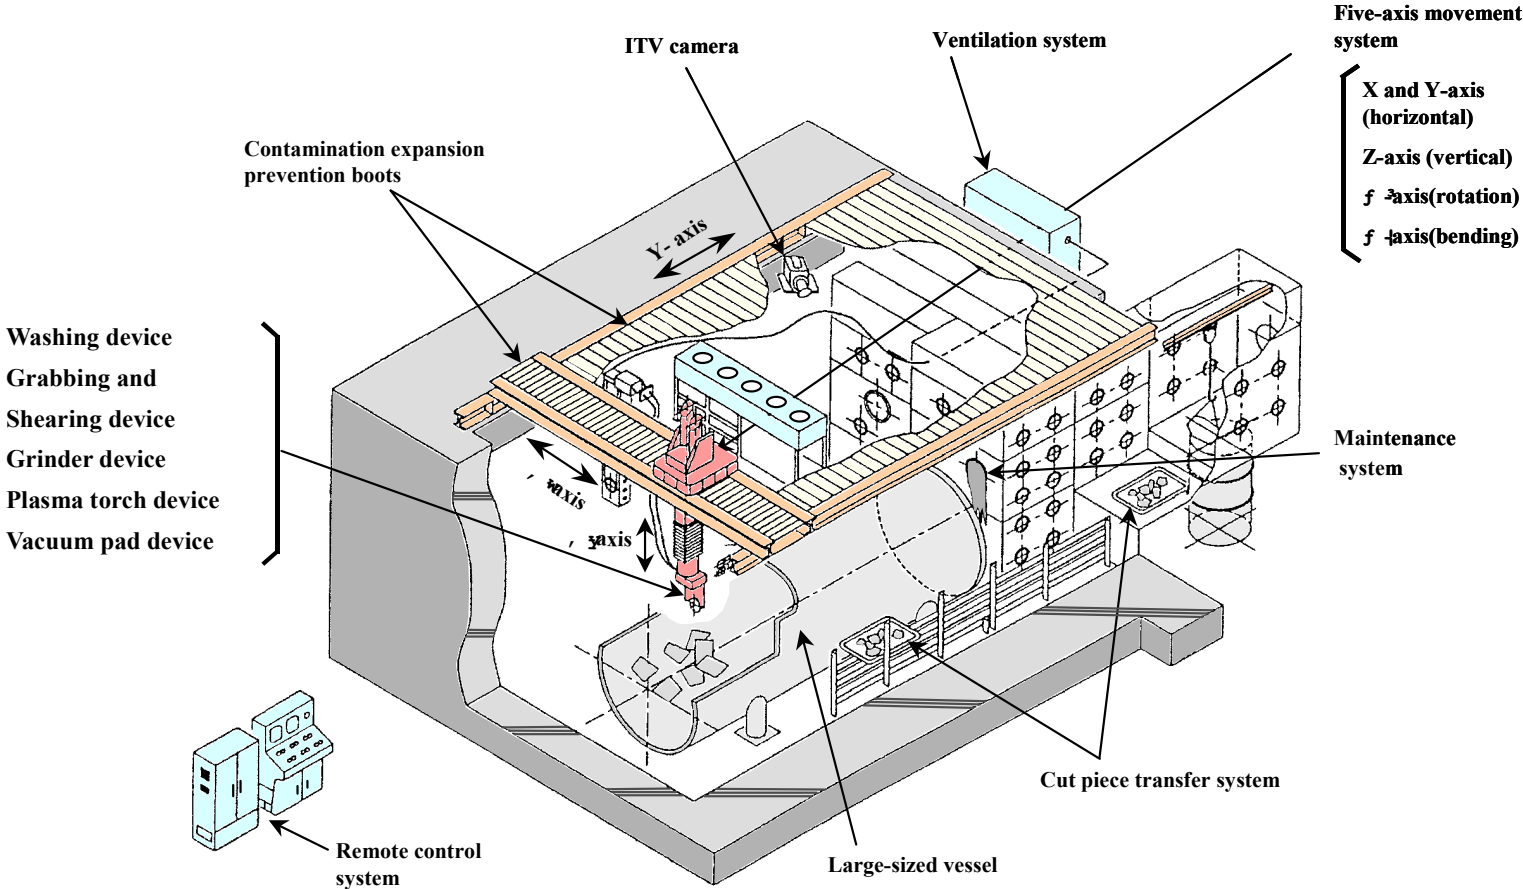 Five-axis movement
system
ITV camera
Ventilation system
X and Y-axis
(horizontal)
Z-axis (vertical)
axis(rotation)
axis(bending)
Contamination expansion
prevention boots
Y- axis
Washing device
Grabbing and
Shearing device
Grinder device
Plasma torch device
Vacuum pad device
axis
axis
Maintenance
system
Cut piece transfer system
Large-sized vessel
Remote control
system